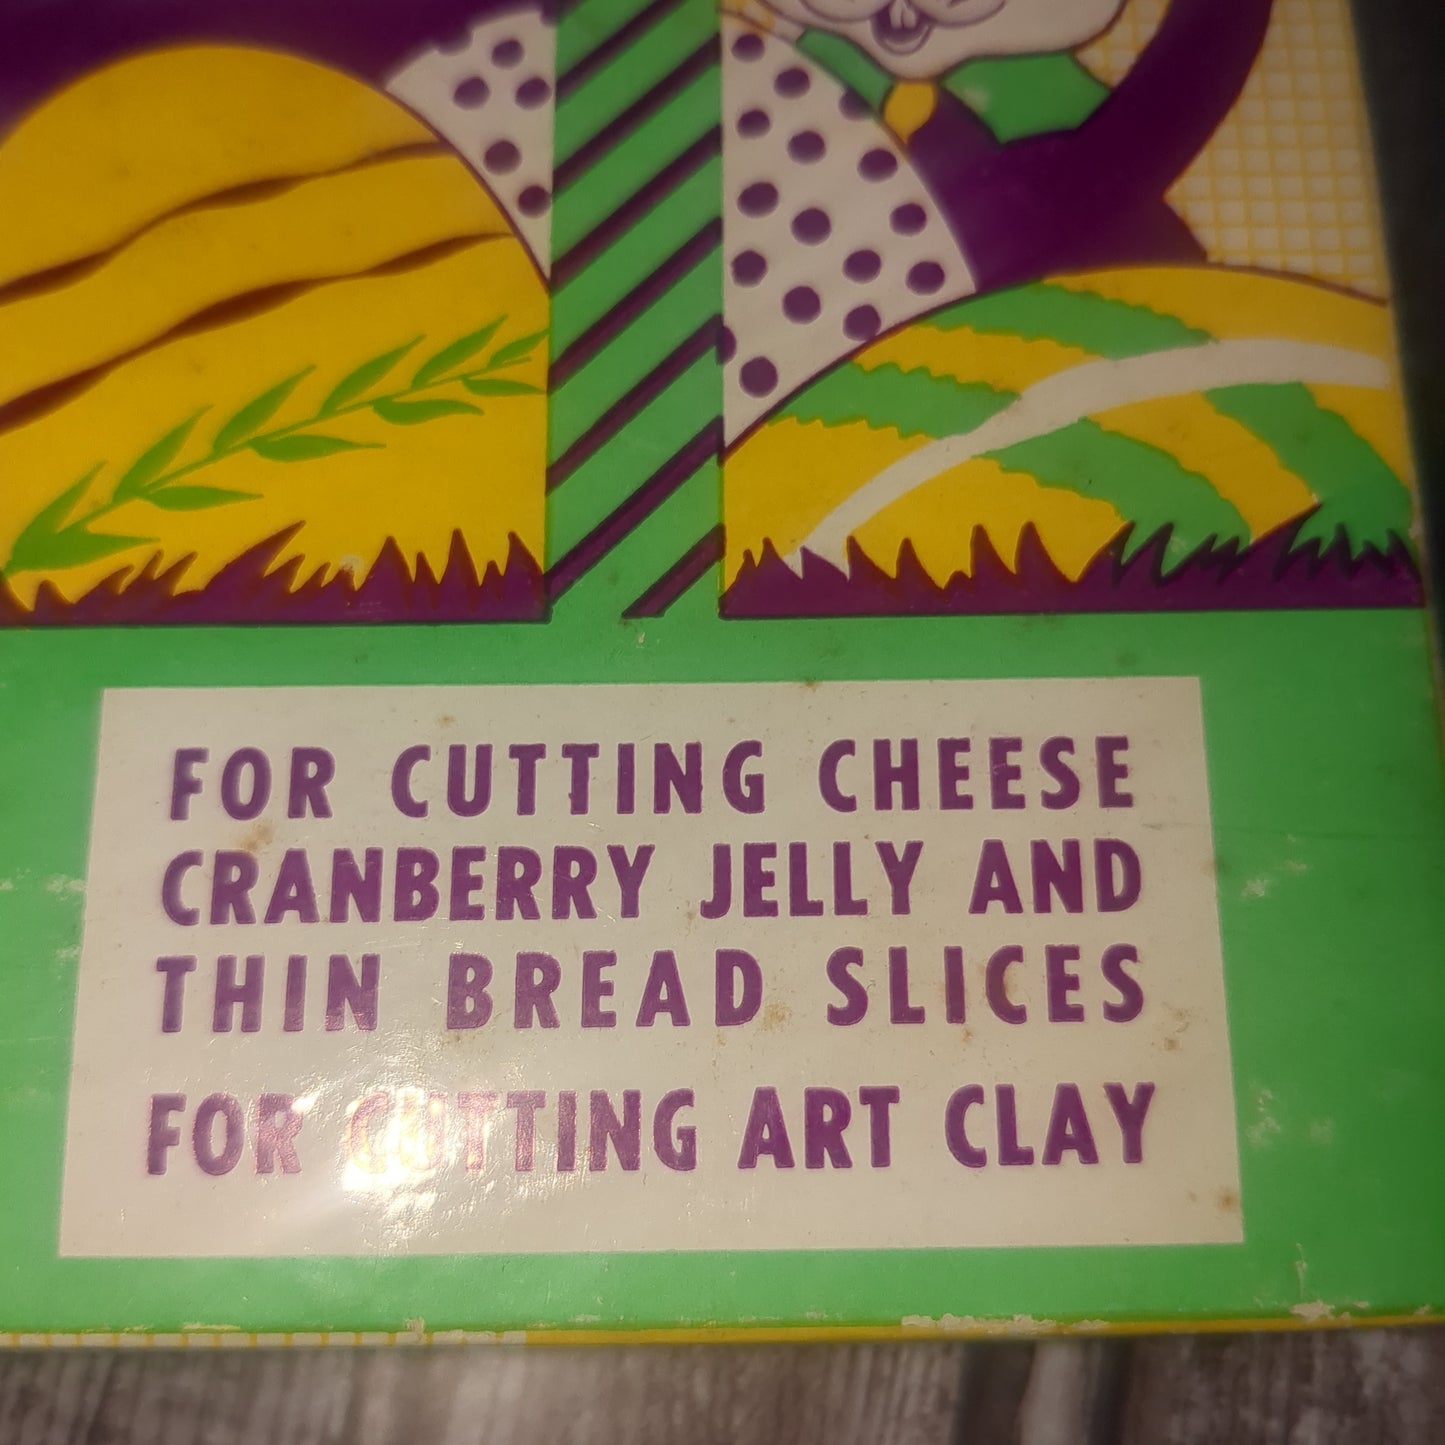 FOR CUTTING CHEESE
CRANBERRY JELLY AND
THIN BREAD SLICES
FOR CUTTING ART CLAY